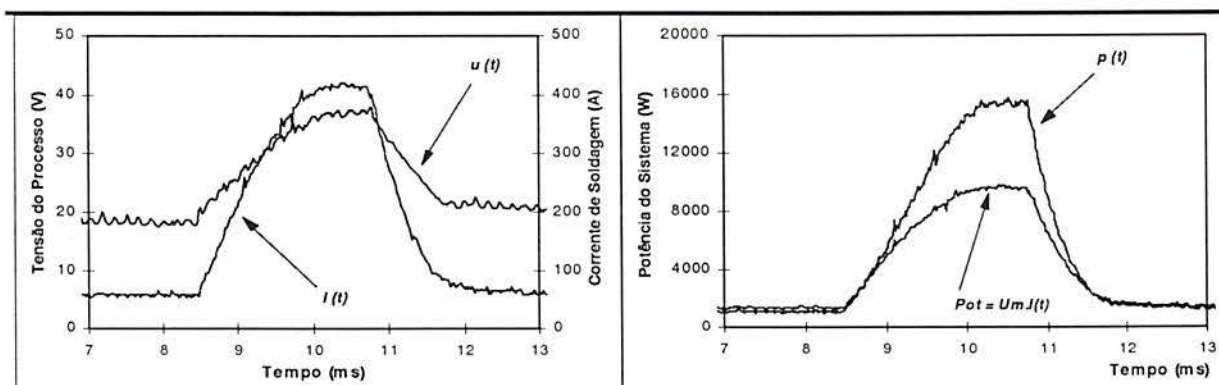 50
40
30
20
10
0
Tensão do Processo (V)
7 8 9 10 11 12 13
Tempo (ms)
500
400
300
200
100
0
Corrente de Soldagem (A)
u (t)
I (t)
20000
16000
12000
8000
4000
0
Potência do Sistema (W)
7 8 9 10 11 12 13
Tempo (ms)
p (t)
Pot = Um.I(t)